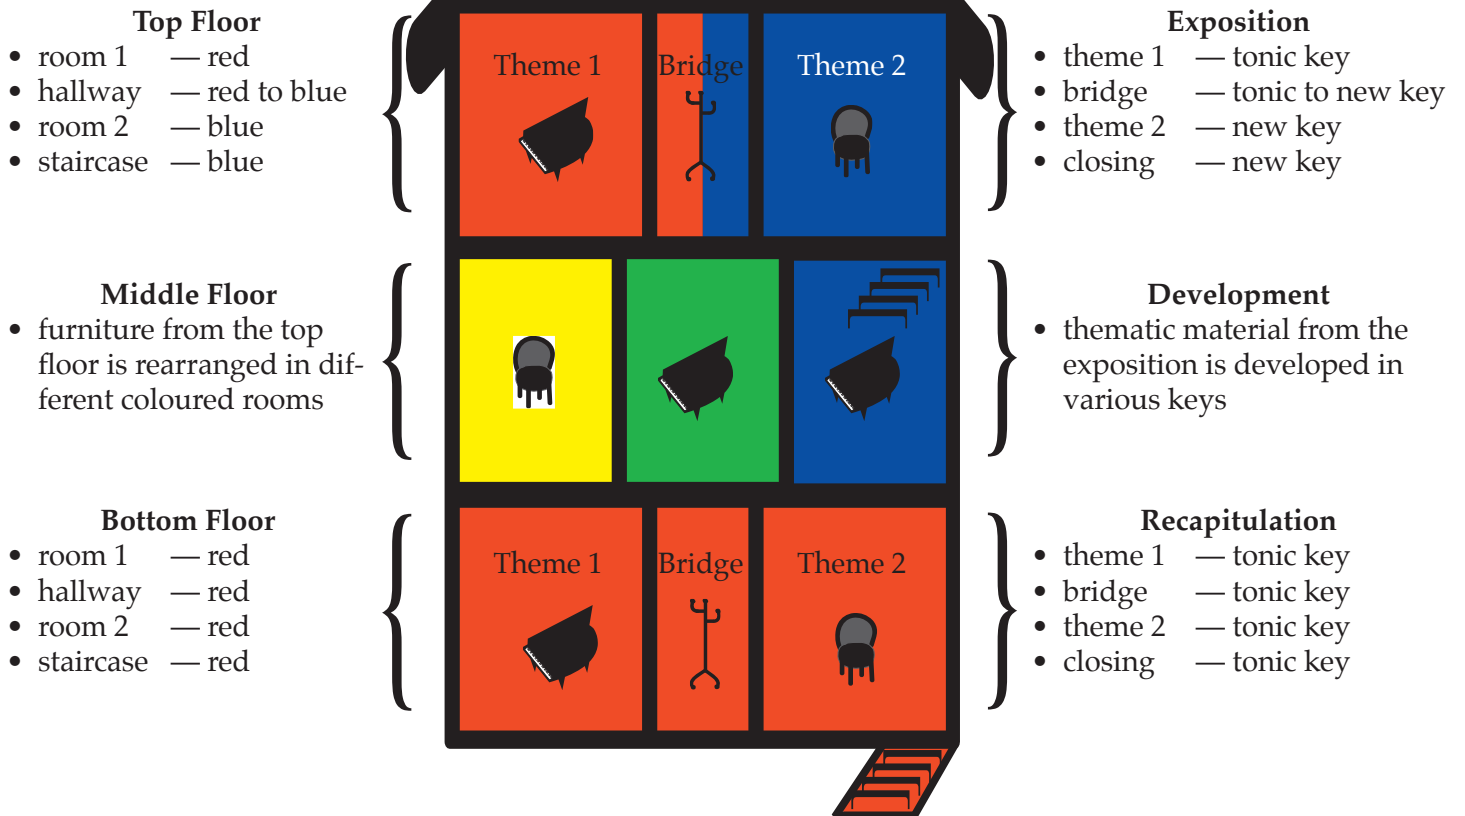 Top Floor
• room 1 — red
• hallway — red to blue
• room 2 — blue
• staircase — blue
Middle Floor
• furniture from the top
floor is rearranged in dif-
ferent coloured rooms
Bottom Floor
• room 1 — red
• hallway — red
• room 2 — red
• staircase — red
Theme 1
Bridge
Theme 2
Theme 1
Bridge
Theme 2
Exposition
• theme 1 — tonic key
• bridge — tonic to new key
• theme 2 — new key
• closing — new key
Development
• thematic material from the
exposition is developed in
various keys
Recapitulation
• theme 1 — tonic key
• bridge — tonic key
• theme 2 — tonic key
• closing — tonic key